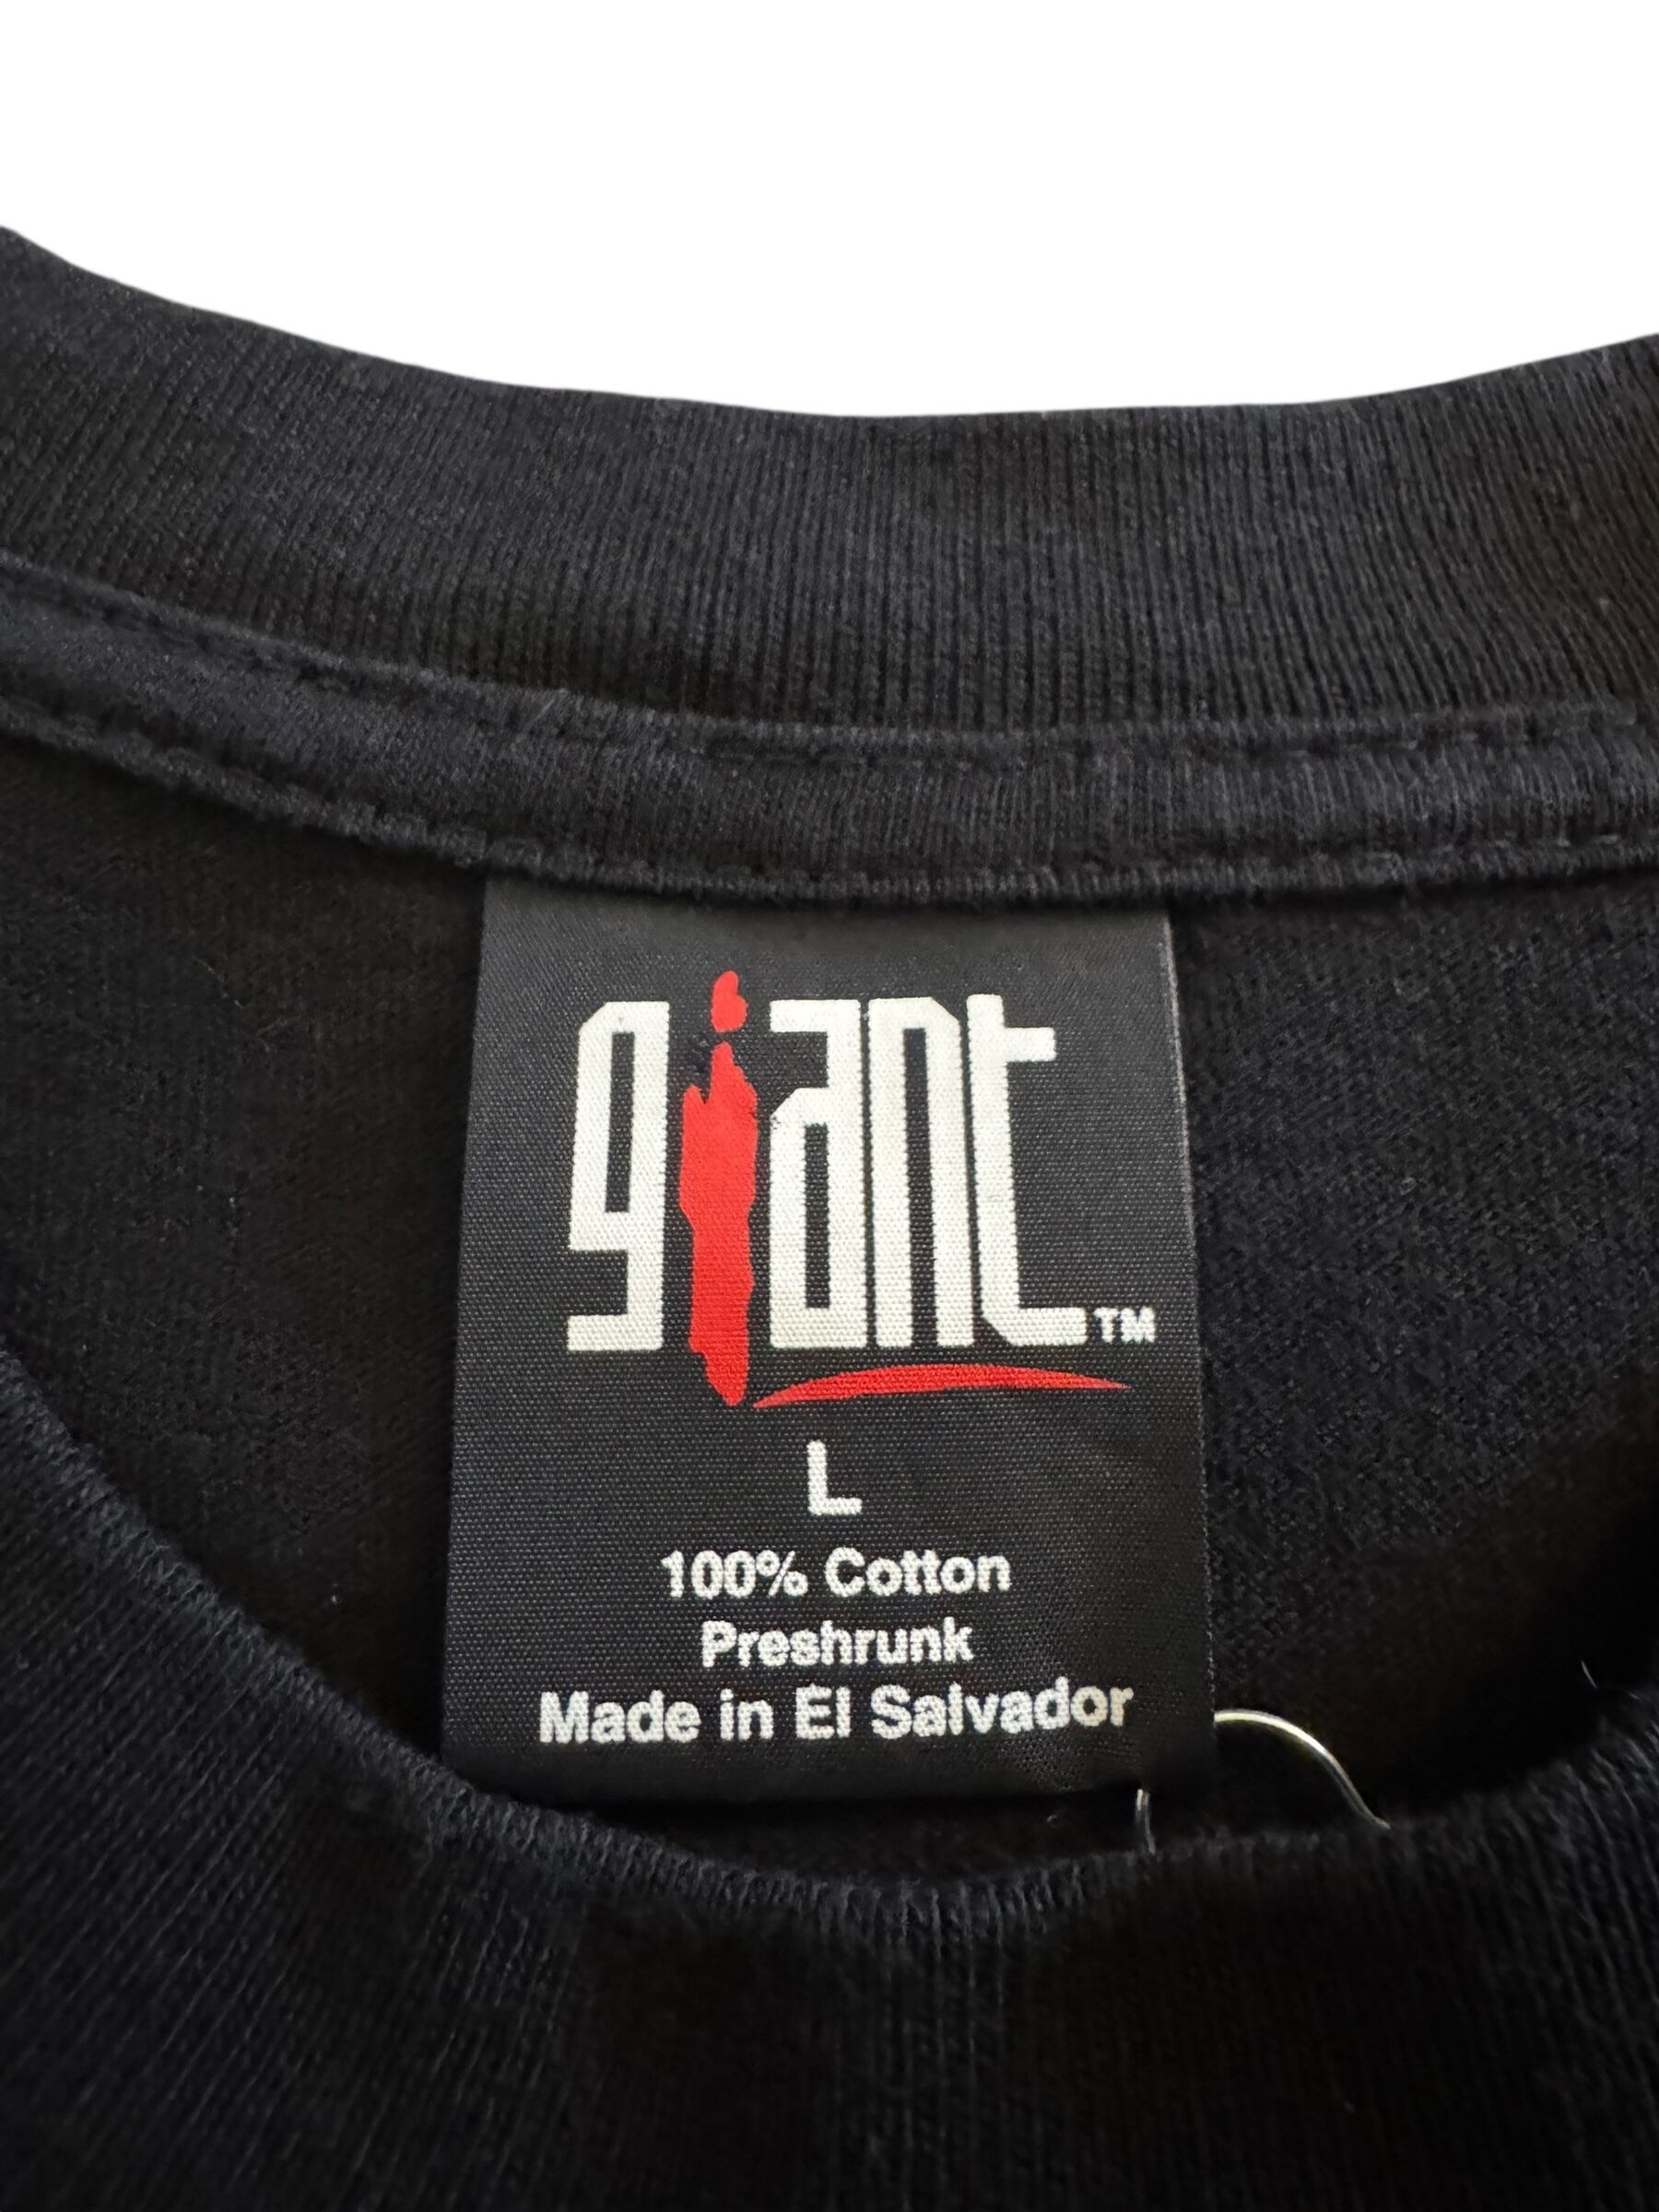 giant™
L
100% Cotton
Preshrunk
Made in El Salvador